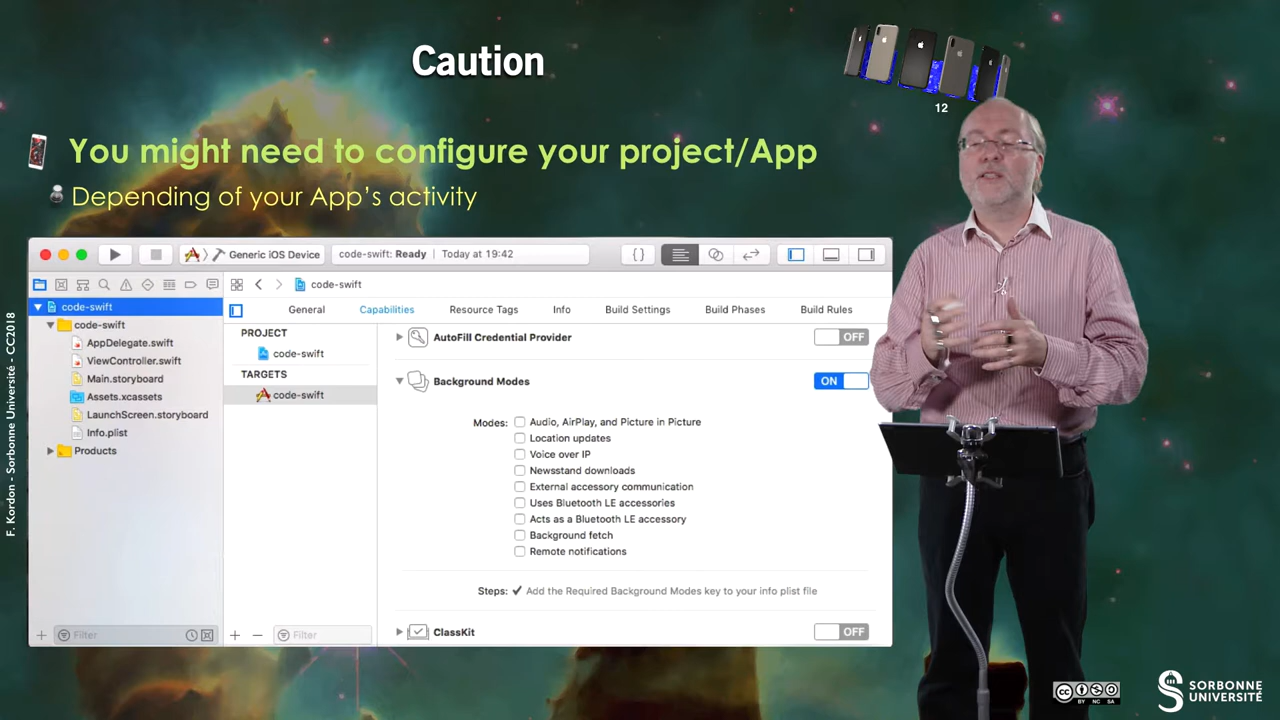 Caution
12
You might need to configure your project/App
Depending of your App's activity
Generic iOS Device
code-swift: Ready | Today at 19:42
{ }
code-swift
code-swift
General Capabilities Resource Tags Info Build Settings Build Phases Build Rules
code-swift
AppDelegate.swift
ViewController.swift
Main.storyboard
Assets.xcassets
LaunchScreen.storyboard
Info.plist
Products
Filter
PROJECT
code-swift
TARGETS
code-swift
Filter
AutoFill Credential Provider OFF
Background Modes ON
Modes: Audio, AirPlay, and Picture in Picture
Location updates
Voice over IP
Newsstand downloads
External accessory communication
Uses Bluetooth LE accessories
Acts as a Bluetooth LE accessory
Background fetch
Remote notifications
Steps: ✓ Add the Required Background Modes key to your info plist file
ClassKit OFF
F. Kordon - Sorbonne Université - CC2018
cc
BY NC SA
SORBONNE
UNIVERSITÉ